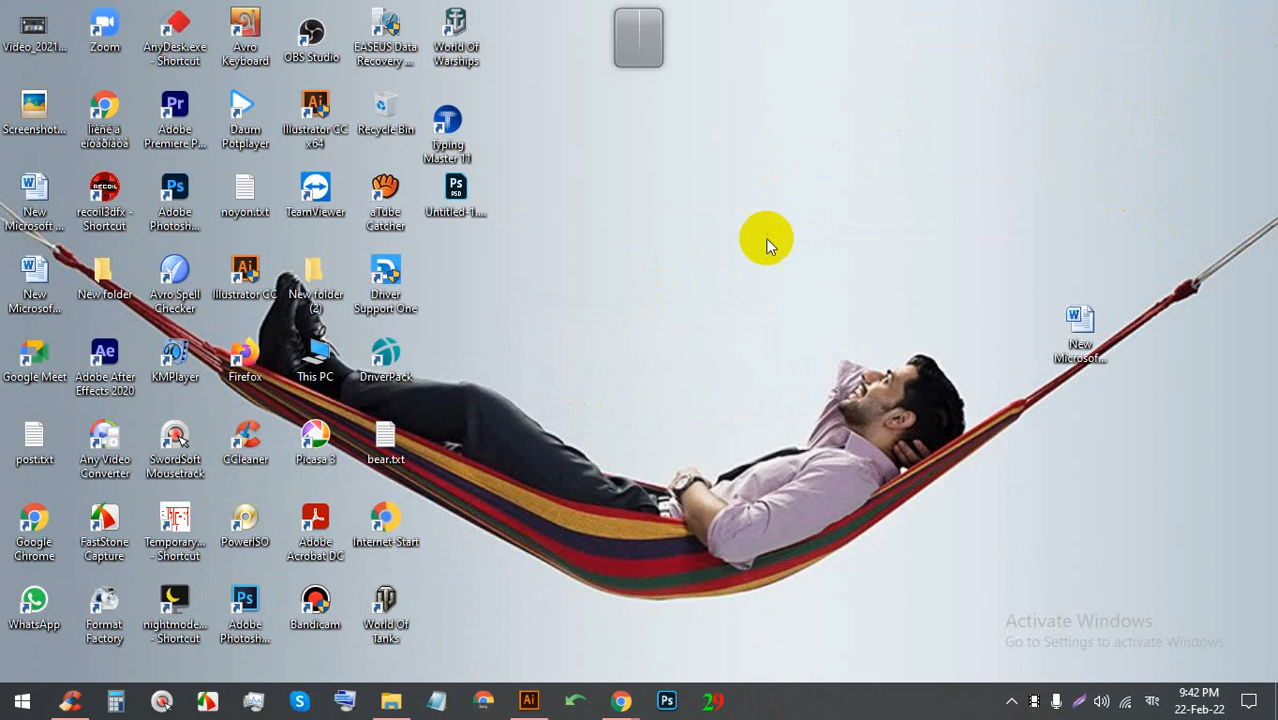 Video_2021...
Zoom
AnyDesk.exe
- Shortcut
Avro
Keyboard
OBS Studio
EASEUS Data
Recovery ...
World Of
Warships
Screenshot...
Adobe
Premiere P...
Daum
Potplayer
Illustrator CC
x64
Recycle Bin
Typing
Master 11
New
Microsoft ...
recoil3dfx -
Shortcut
Adobe
Photosh...
noyon.txt
TeamViewer
aTube
Catcher
Untitled-1....
New
Microsof...
New folder
Avro Spell
Checker
Illustrator CC
New folder
(2)
Driver
Support One
New
Microsof...
Google Meet
Adobe After
Effects 2020
KMPlayer
Firefox
This PC
DriverPack
post.txt
Any Video
Converter
SwordSoft
Mousetrack
CCleaner
Picasa 3
bear.txt
Google
Chrome
FastStone
Capture
Temporary...
- Shortcut
PowerISO
Adobe
Acrobat DC
Internet-Start
WhatsApp
Format
Factory
nightmode...
- Shortcut
Adobe
Photosh...
Bandicam
World Of
Tanks
Activate Windows
Go to Settings to activate Windows.
29
বাং
9:42 PM
22-Feb-22